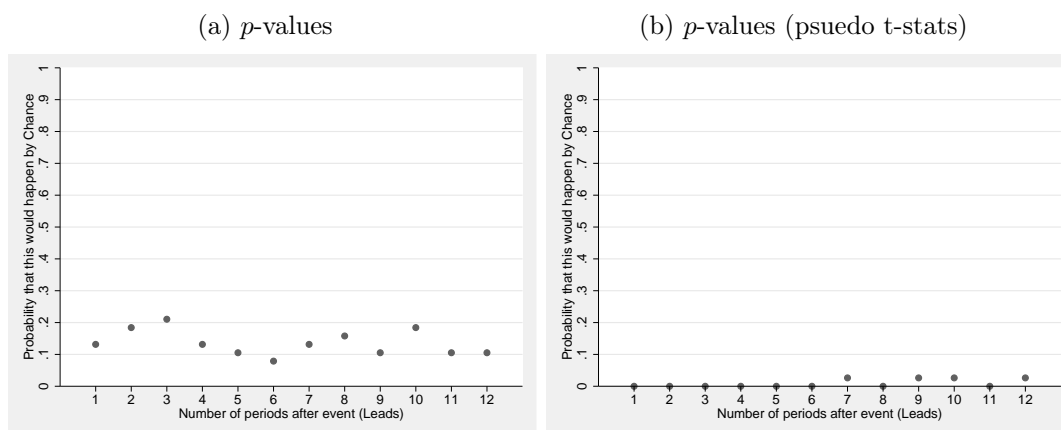 (a) p-values
Probability that this would happen by Chance
1
.9
.8
.7
.6
.5
.4
.3
.2
.1
0
1 2 3 4 5 6 7 8 9 10 11 12
Number of periods after event (Leads)
(b) p-values (psuedo t-stats)
Probability that this would happen by Chance
1
.9
.8
.7
.6
.5
.4
.3
.2
.1
0
1 2 3 4 5 6 7 8 9 10 11 12
Number of periods after event (Leads)